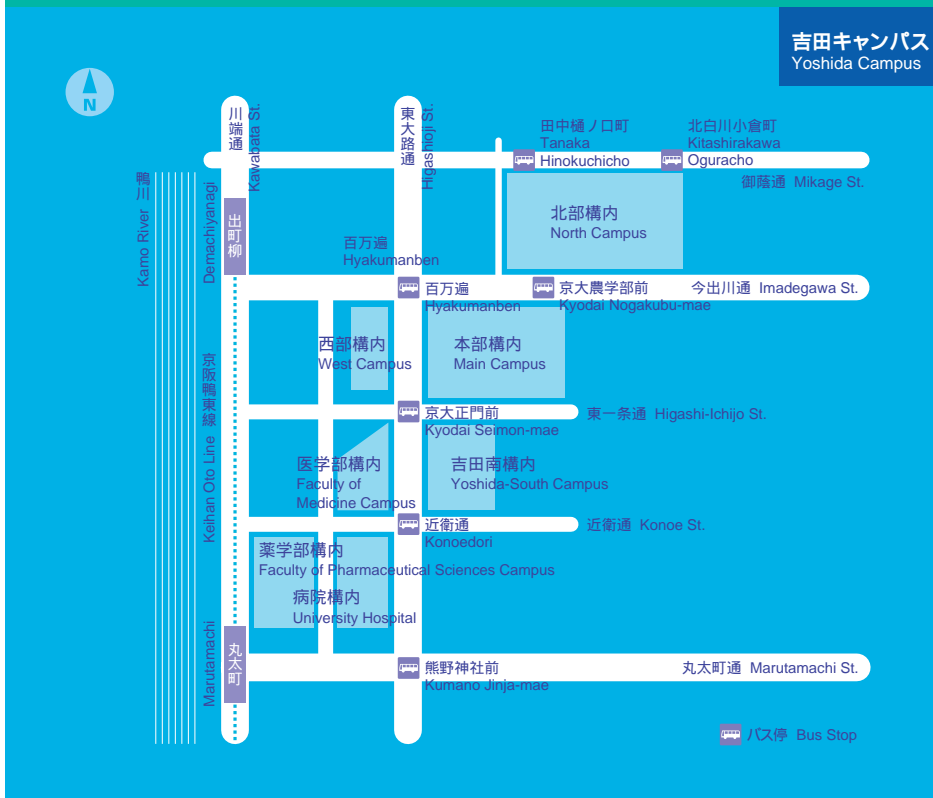 吉田キャンパス
Yoshida Campus
N
川端通
Kawabata St.
東大路通
Higashioji St.
田中樋ノ口町
Tanaka
Hinokuchicho
北白川小倉町
Kitashirakawa
Oguracho
御蔭通 Mikage St.
鴨川
Kamo River
出町柳
Demachiyanagi
北部構内
North Campus
百万遍
Hyakumanben
百万遍
Hyakumanben
京大農学部前
Kyodai Nogakubu-mae
今出川通 Imadegawa St.
西部構内
West Campus
本部構内
Main Campus
京阪鴨東線
Keihan Oto Line
京大正門前
Kyodai Seimon-mae
東一条通 Higashi-Ichijo St.
医学部構内
Faculty of
Medicine Campus
吉田南構内
Yoshida-South Campus
近衛通
Konoedori
近衛通 Konoe St.
薬学部構内
Faculty of Pharmaceutical Sciences Campus
病院構内
University Hospital
丸太町
Marutamachi
熊野神社前
Kumano Jinja-mae
丸太町通 Marutamachi St.
バス停 Bus Stop